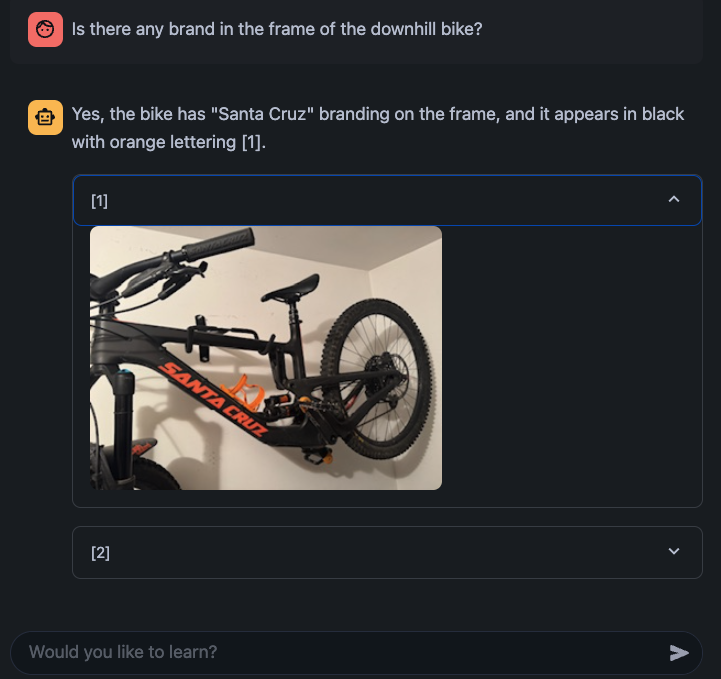 Is there any brand in the frame of the downhill bike?
Yes, the bike has "Santa Cruz" branding on the frame, and it appears in black
with orange lettering [1].
[1]
SANTA CRUZ
[2]
Would you like to learn?